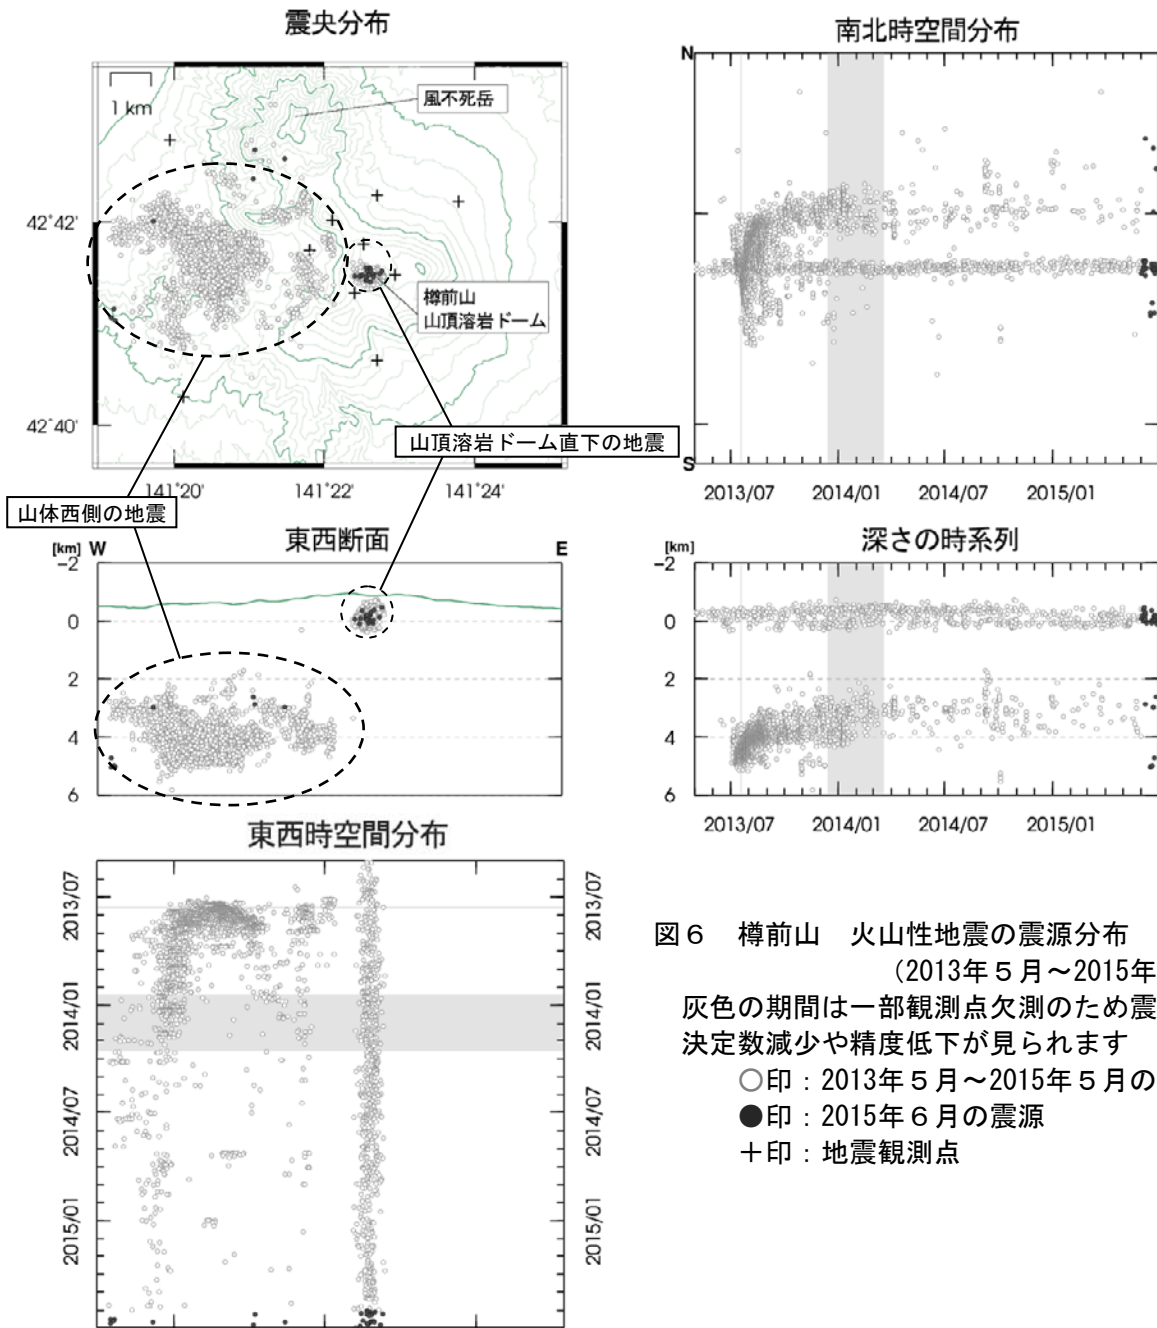 震央分布
1 km
風不死岳
42°42'
樽前山
山頂溶岩ドーム
42°40'
山頂溶岩ドーム直下の地震
141°20' 141°22' 141°24'
山体西側の地震
南北時空間分布
N
S
2013/07 2014/01 2014/07 2015/01
東西断面
[km] W E
-2
0
2
4
6
深さの時系列
[km]
-2
0
2
4
6
2013/07 2014/01 2014/07 2015/01
東西時空間分布
2013/07 2013/07
2014/01 2014/01
2014/07 2014/07
2015/01 2015/01
図6 樽前山 火山性地震の震源分布
(2013年5月~2015年
灰色の期間は一部観測点欠測のため震
決定数減少や精度低下が見られます
○印:2013年5月~2015年5月の
●印:2015年6月の震源
+印:地震観測点